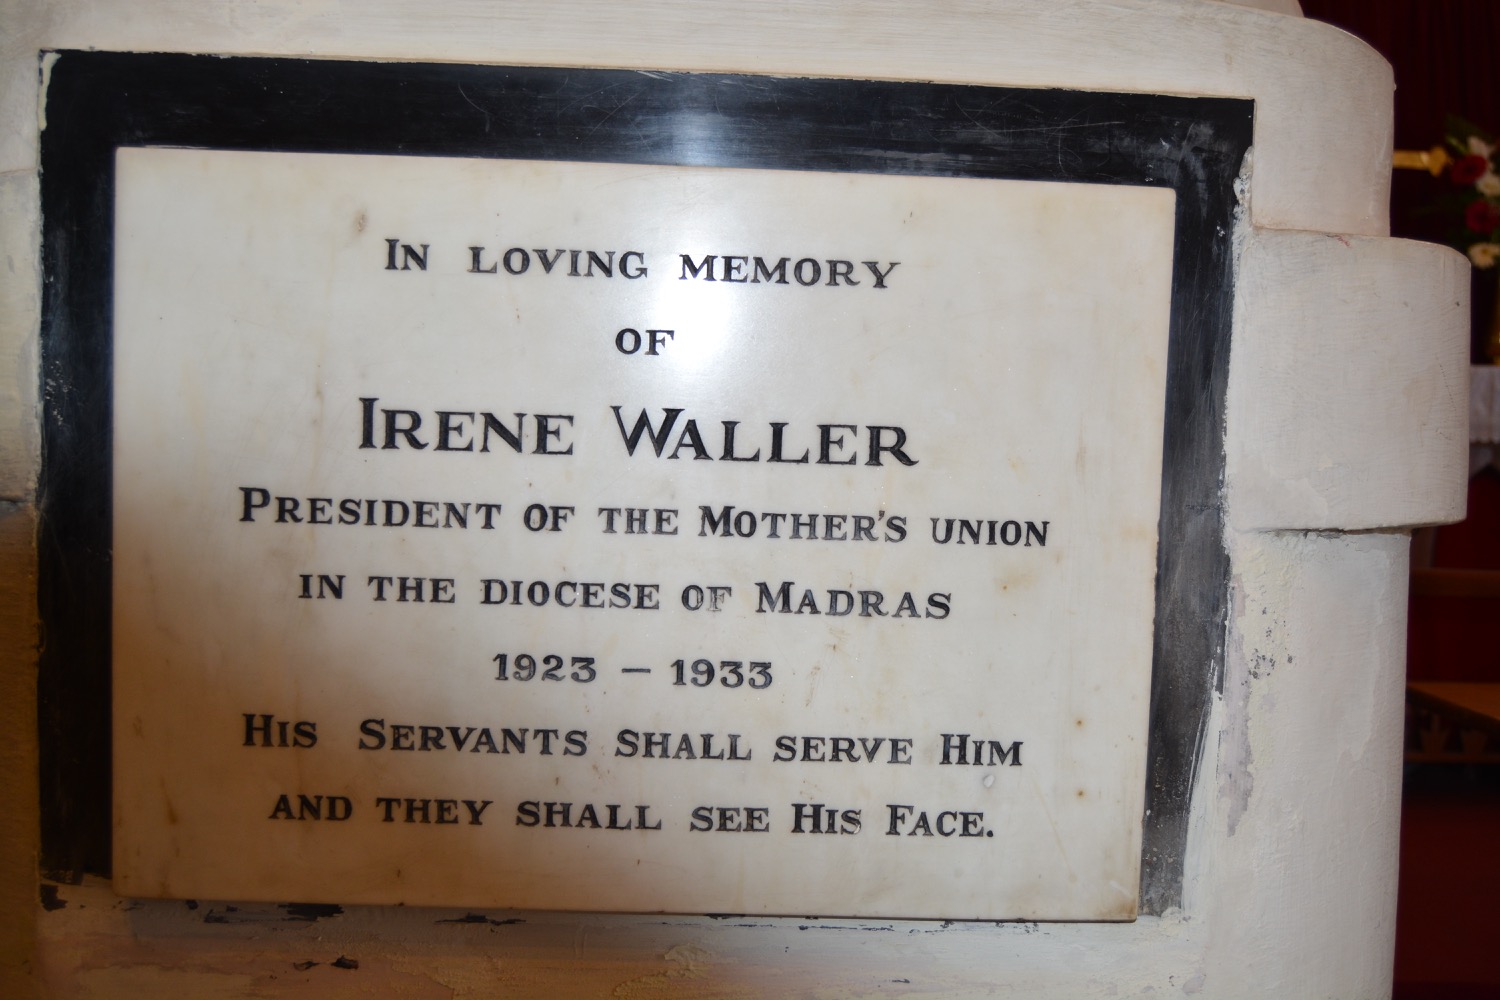 In loving memory
of
Irene Waller
President of the Mother's union
in the diocese of Madras
1923 – 1933
His Servants shall serve Him
and they shall see His Face.